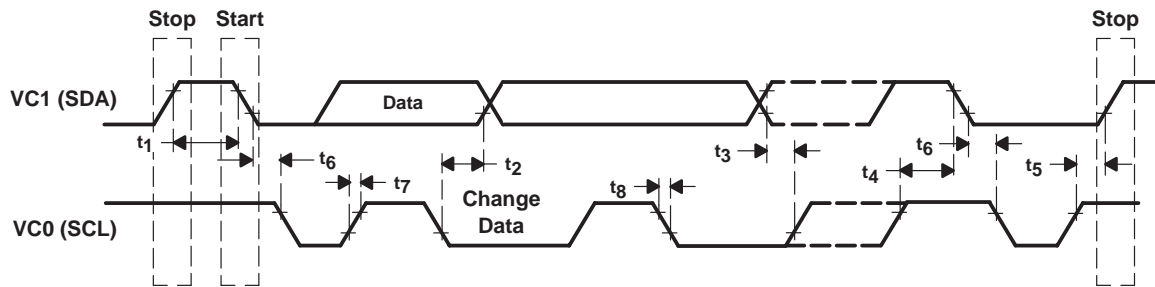 Stop Start Stop
VC1 (SDA) Data
t1 t6 t7 t2 t3 t4 t6 t5
t8
Change
Data
VC0 (SCL)